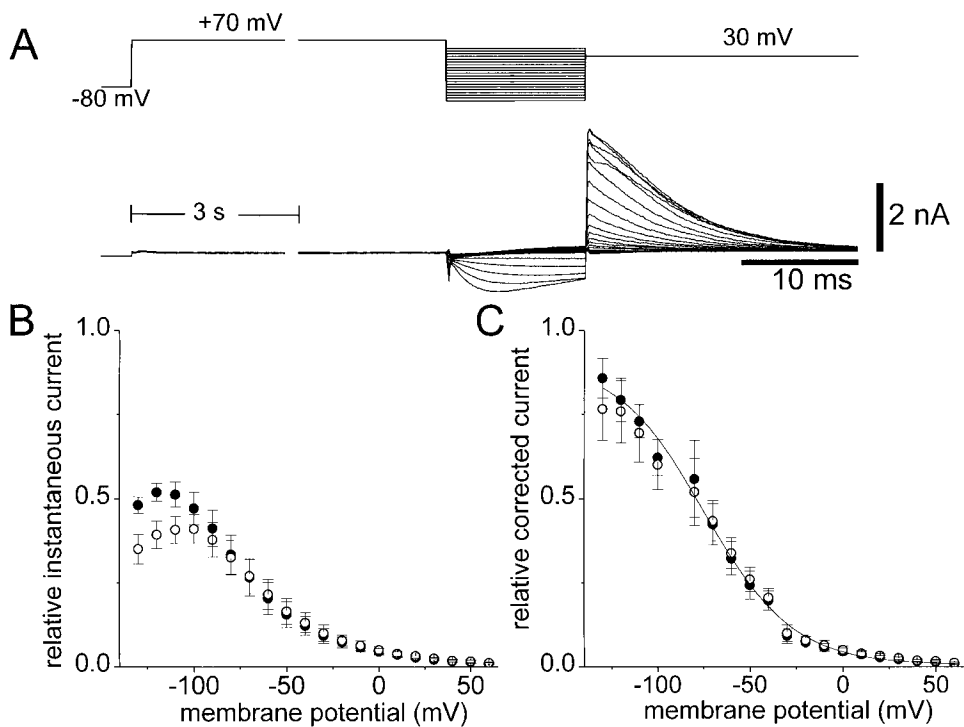 A
+70 mV
30 mV
-80 mV
3 s
2 nA
10 ms
B
relative instantaneous current
1.0
0.5
0.0
-100
-50
0
50
membrane potential (mV)
C
relative corrected current
1.0
0.5
0.0
-100
-50
0
50
membrane potential (mV)